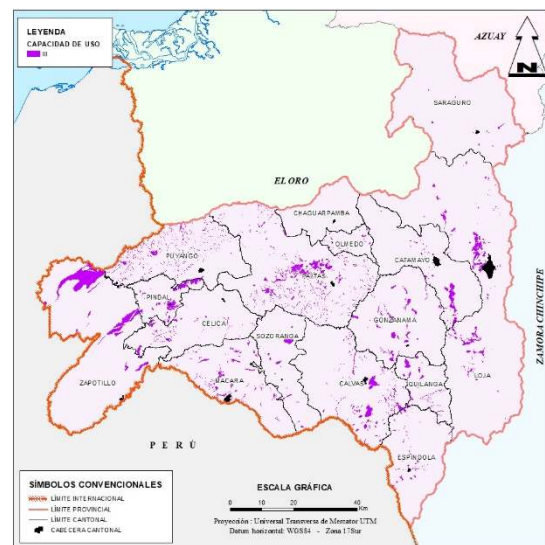 LEYENDA
CAPACIDAD DE USO
III
AZUAY
N
SARAGURO
EL ORO
CHAGUARPAMBA
OLMEDO
PUYANGO
CATAMAYO
PALTAS
PINDAL
GONZANAMA
CELICA
SOZORANGA
LOJA
ZAPOTILLO
MACARA
CALVAS
QUILANGA
ESPINDOLA
ZAMORA CHINCHIPE
PERÚ
SÍMBOLOS CONVENCIONALES
LÍMITE INTERNACIONAL
LÍMITE PROVINCIAL
LÍMITE CANTONAL
CABECERA CANTONAL
ESCALA GRÁFICA
0 10 20 40
Km
Proyección : Universal Transversa de Mercator UTM
Datum horizontal: WGS84 - Zona 17Sur